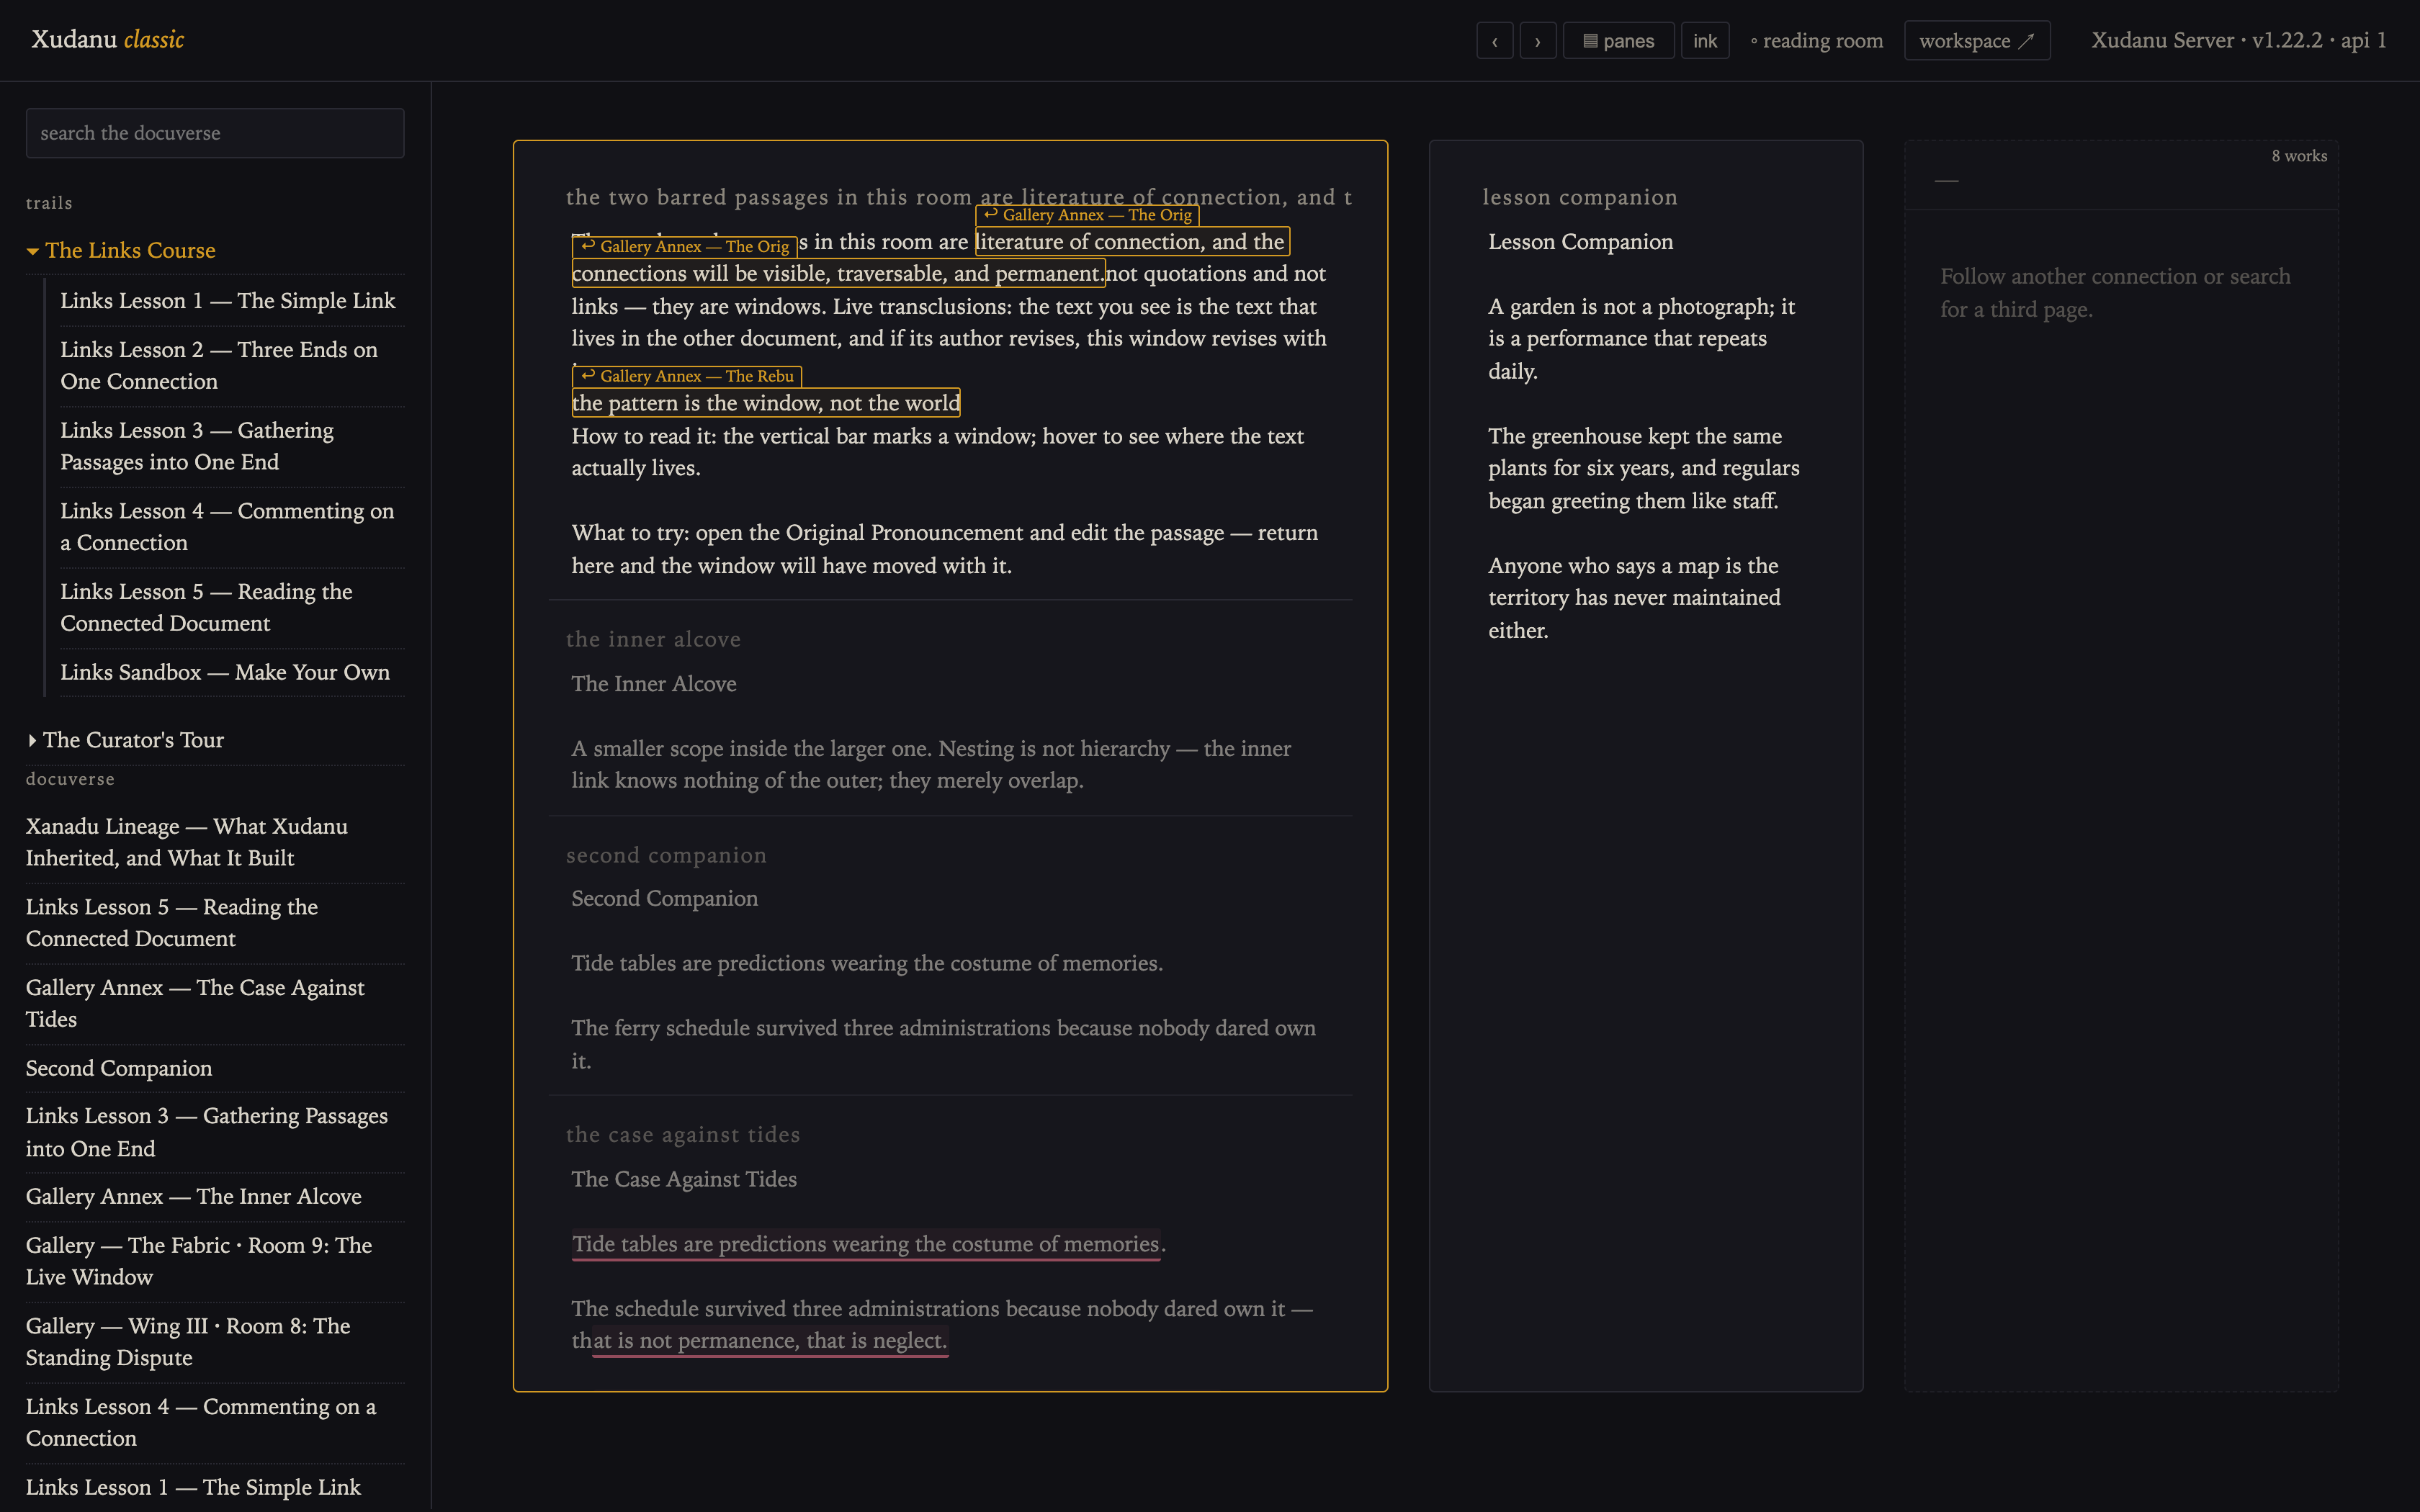 Xudanu classic
‹
›
panes
ink
reading room
workspace
Xudanu Server · v1.22.2 · api 1
search the docuverse
trails
The Links Course
Links Lesson 1 — The Simple Link
Links Lesson 2 — Three Ends on
One Connection
Links Lesson 3 — Gathering
Passages into One End
Links Lesson 4 — Commenting on
a Connection
Links Lesson 5 — Reading the
Connected Document
Links Sandbox — Make Your Own
The Curator's Tour
docuverse
Xanadu Lineage — What Xudanu
Inherited, and What It Built
Links Lesson 5 — Reading the
Connected Document
Gallery Annex — The Case Against
Tides
Second Companion
Links Lesson 3 — Gathering Passages
into One End
Gallery Annex — The Inner Alcove
Gallery — The Fabric · Room 9: The
Live Window
Gallery — Wing III · Room 8: The
Standing Dispute
Links Lesson 4 — Commenting on a
Connection
Links Lesson 1 — The Simple Link
the two barred passages in this room are literature of connection, and t
↩ Gallery Annex — The Orig
s in this room are literature of connection, and the
↩ Gallery Annex — The Orig
connections will be visible, traversable, and permanent.not quotations and not
links — they are windows. Live transclusions: the text you see is the text that
lives in the other document, and if its author revises, this window revises with
↩ Gallery Annex — The Rebu
the pattern is the window, not the world
How to read it: the vertical bar marks a window; hover to see where the text
actually lives.
What to try: open the Original Pronouncement and edit the passage — return
here and the window will have moved with it.
the inner alcove
The Inner Alcove
A smaller scope inside the larger one. Nesting is not hierarchy — the inner
link knows nothing of the outer; they merely overlap.
second companion
Second Companion
Tide tables are predictions wearing the costume of memories.
The ferry schedule survived three administrations because nobody dared own
it.
the case against tides
The Case Against Tides
Tide tables are predictions wearing the costume of memories.
The schedule survived three administrations because nobody dared own it —
that is not permanence, that is neglect.
lesson companion
Lesson Companion
A garden is not a photograph; it
is a performance that repeats
daily.
The greenhouse kept the same
plants for six years, and regulars
began greeting them like staff.
Anyone who says a map is the
territory has never maintained
either.
8 works
—
Follow another connection or search
for a third page.